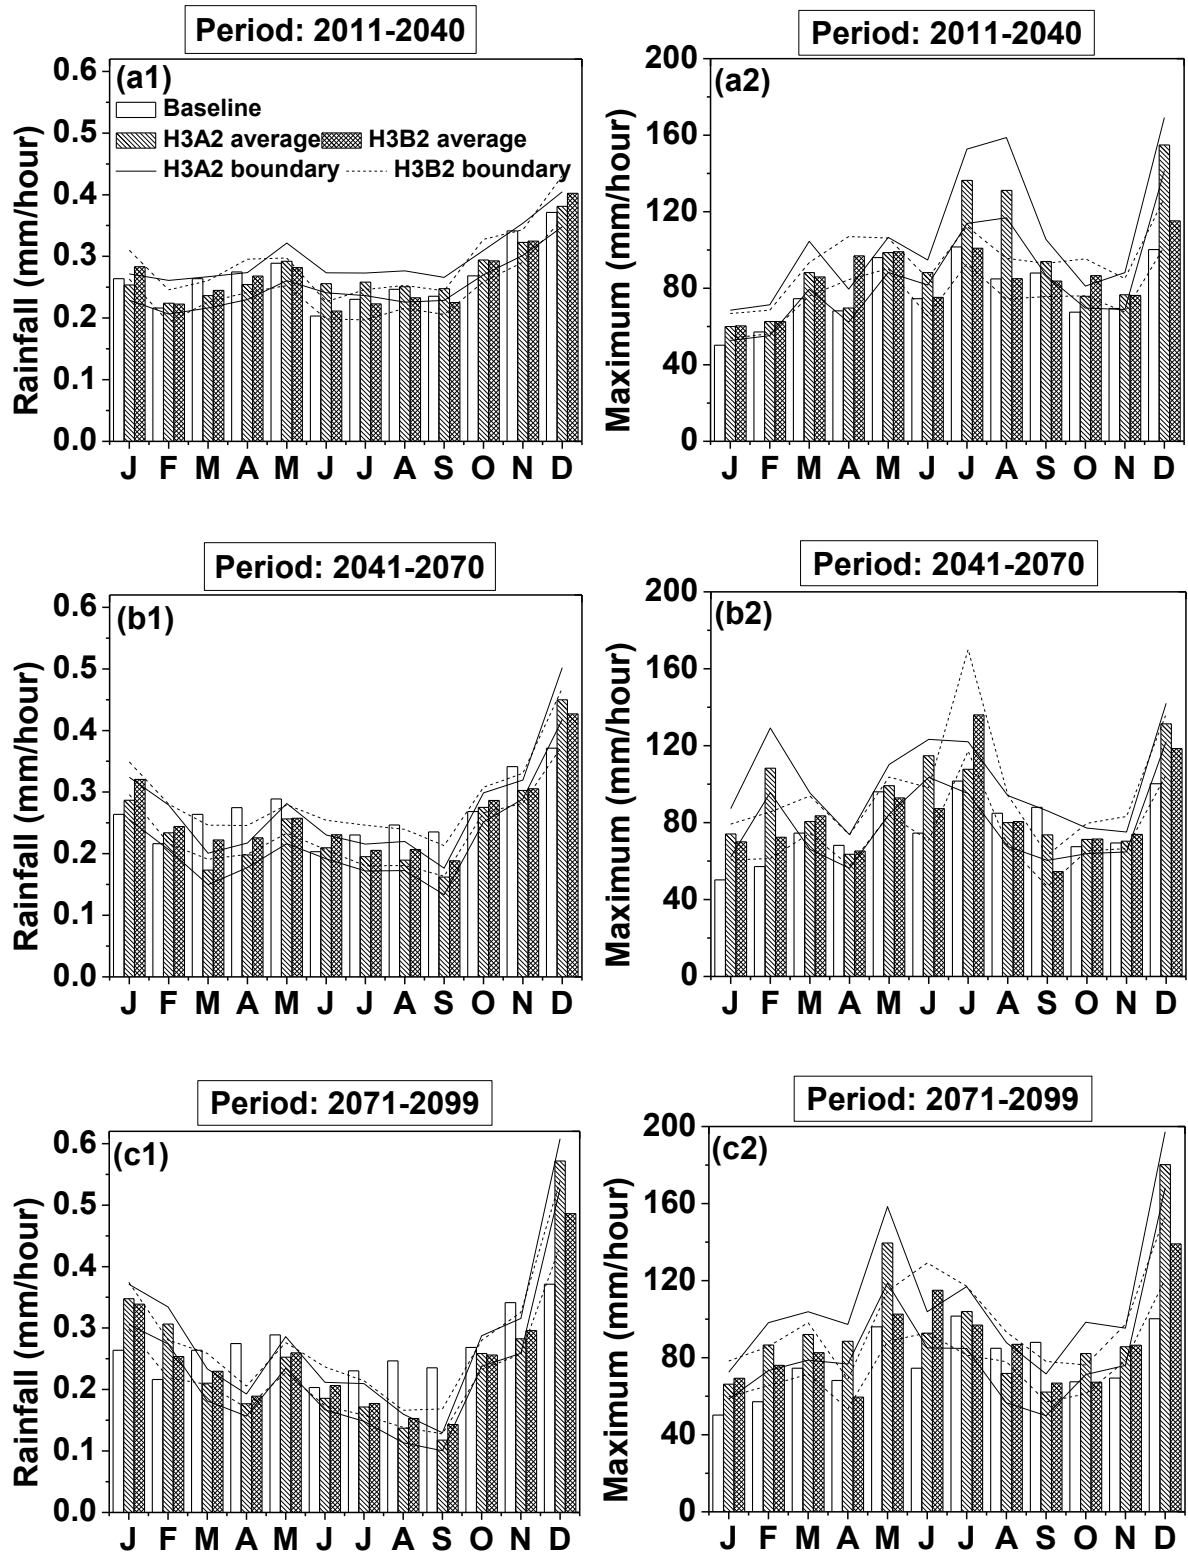 Period: 2011-2040
Rainfall (mm/hour)
0.6
0.5
0.4
0.3
0.2
0.1
0.0
(a1)
Baseline
H3A2 average H3B2 average
H3A2 boundary H3B2 boundary
J F M A M J J A S O N D
Period: 2011-2040
Maximum (mm/hour)
200
160
120
80
40
0
(a2)
J F M A M J J A S O N D
Period: 2041-2070
Rainfall (mm/hour)
0.6
0.5
0.4
0.3
0.2
0.1
0.0
(b1)
J F M A M J J A S O N D
Period: 2041-2070
Maximum (mm/hour)
200
160
120
80
40
0
(b2)
J F M A M J J A S O N D
Period: 2071-2099
Rainfall (mm/hour)
0.6
0.5
0.4
0.3
0.2
0.1
0.0
(c1)
J F M A M J J A S O N D
Period: 2071-2099
Maximum (mm/hour)
200
160
120
80
40
0
(c2)
J F M A M J J A S O N D